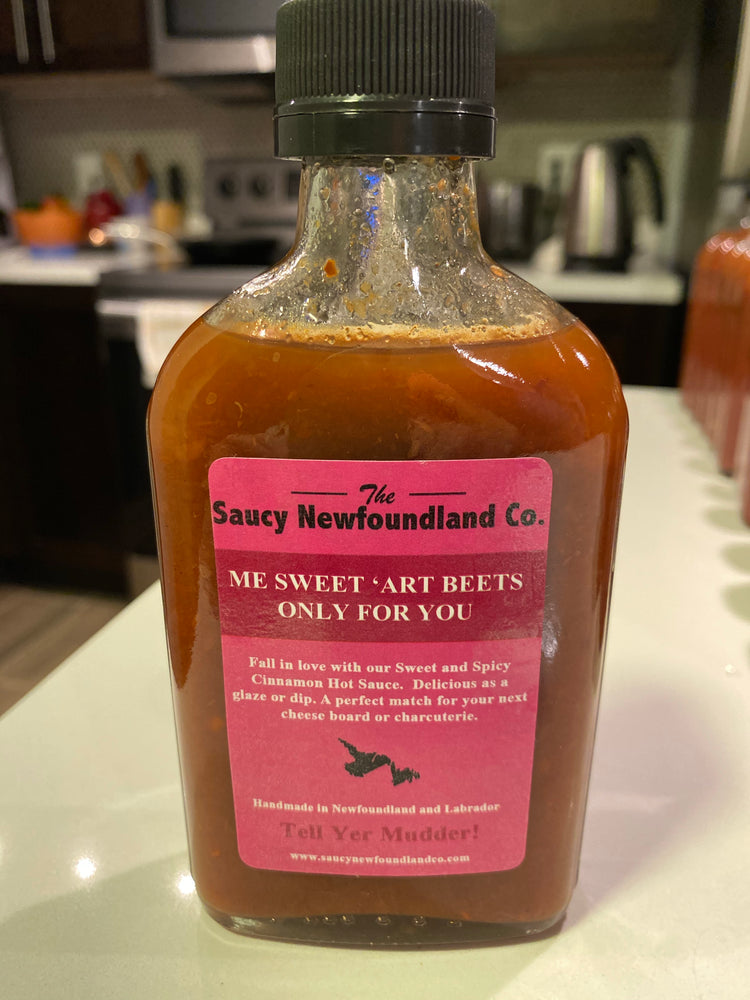 The
Saucy Newfoundland Co.
ME SWEET ‘ART BEETS
ONLY FOR YOU
Fall in love with our Sweet and Spicy
Cinnamon Hot Sauce. Delicious as a
glaze or dip. A perfect match for your next
cheese board or charcuterie.
Handmade in Newfoundland and Labrador
Tell Yer Mudder!
www.saucynewfoundlandco.com